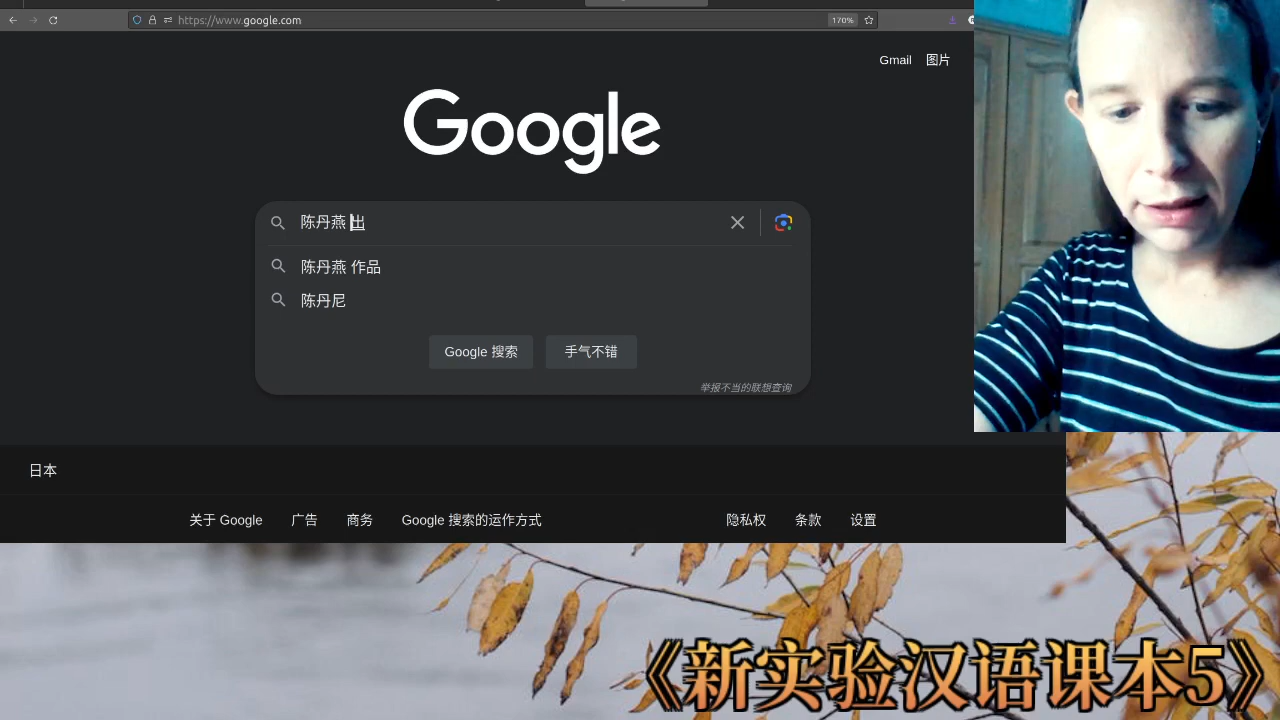 https://www.google.com
170%
Gmail 图片
Google
陈丹燕 出
陈丹燕 作品
陈丹尼
Google 搜索 手气不错
举报不当的联想查询
日本
关于 Google 广告 商务 Google 搜索的运作方式 隐私权 条款 设置
《新实验汉语课本5》